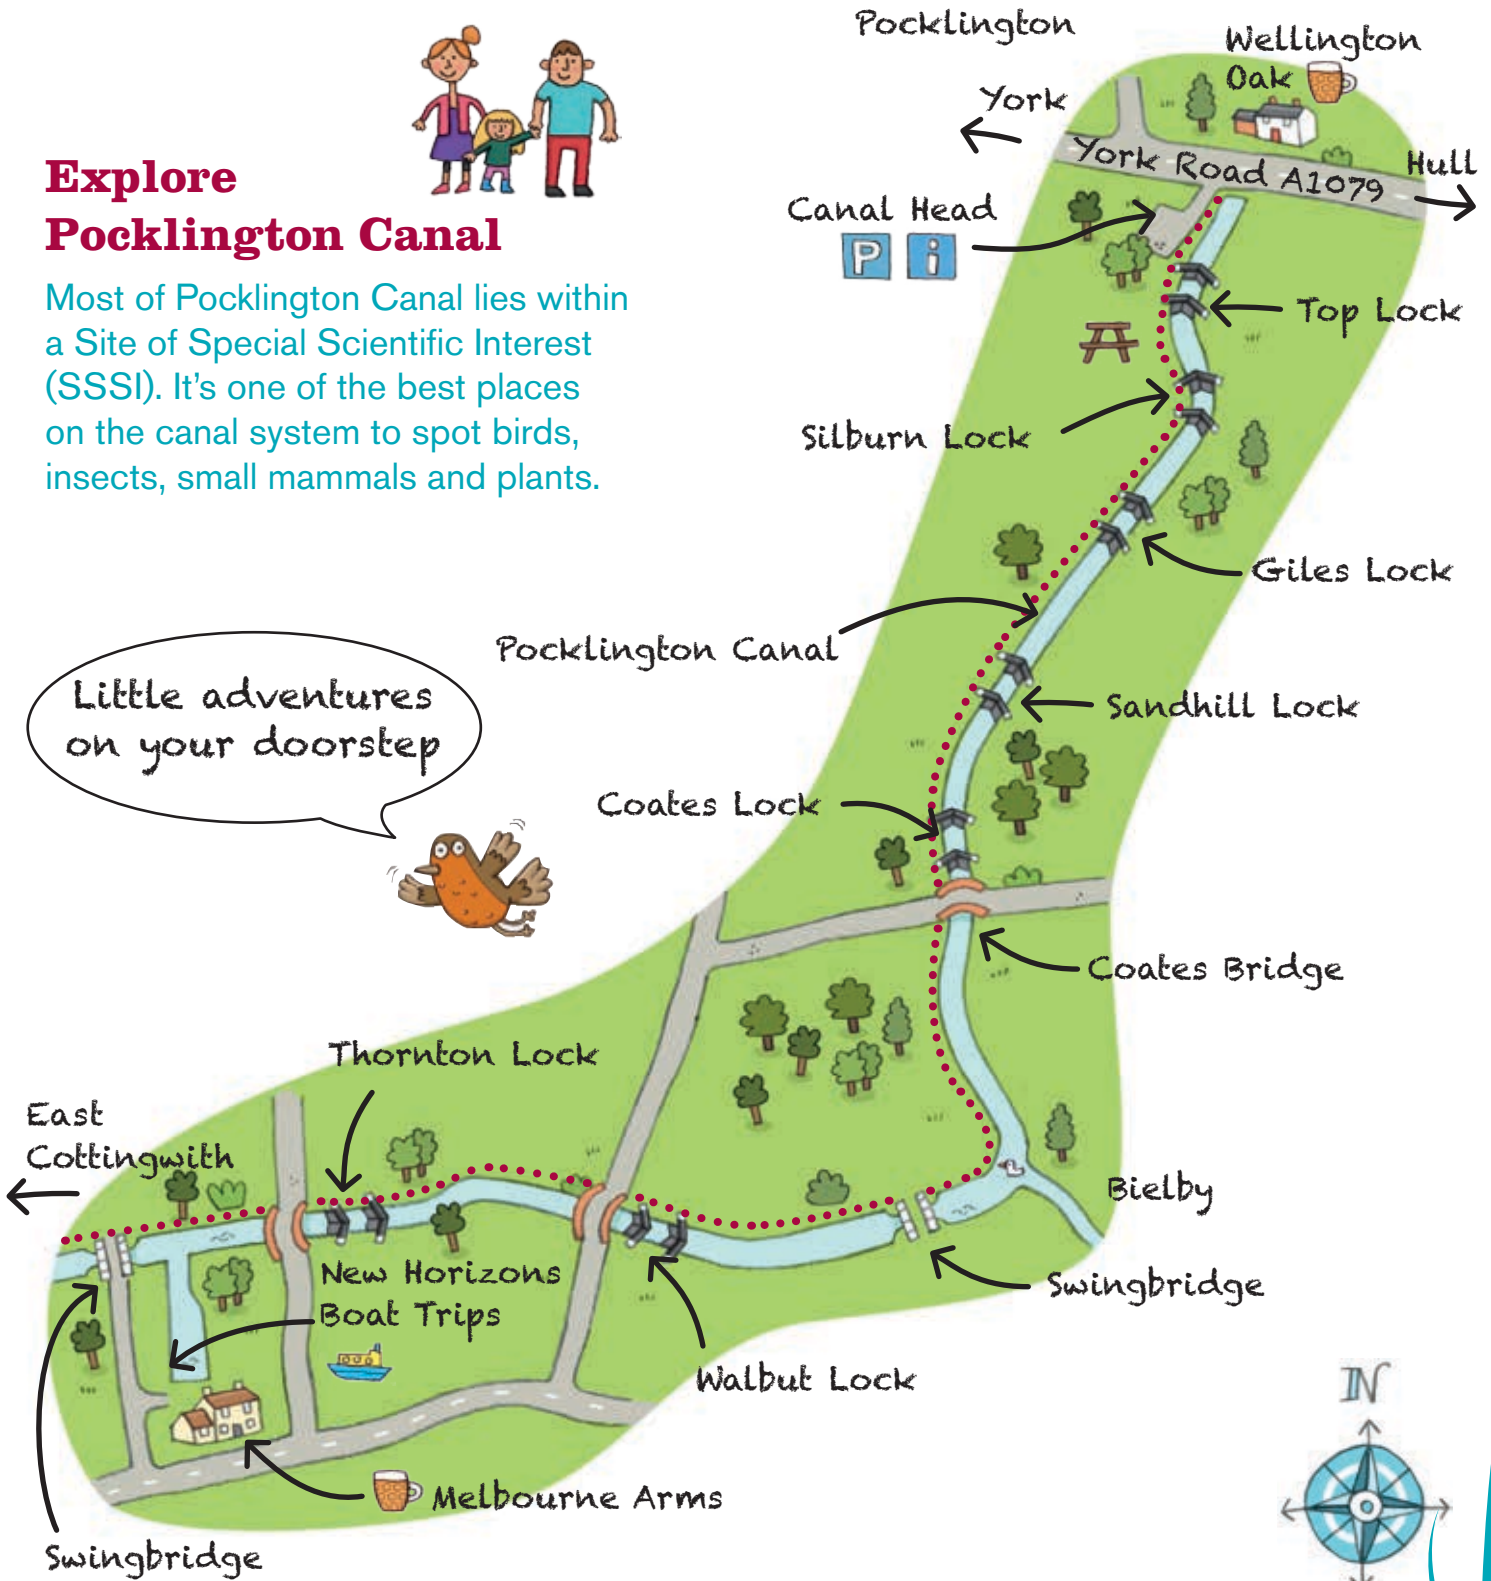 Pocklington
Wellington
Oak
York
York Road A1079
Hull
Explore
Pocklington Canal
Canal Head
P i
Most of Pocklington Canal lies within
a Site of Special Scientific Interest
(SSSI). It's one of the best places
on the canal system to spot birds,
insects, small mammals and plants.
Top Lock
Silburn Lock
Giles Lock
Pocklington Canal
Sandhill Lock
Little adventures
on your doorstep
Coates Lock
Coates Bridge
Thornton Lock
East
Cottingwith
Bielby
New Horizons
Boat Trips
Swingbridge
Walbut Lock
N
Melbourne Arms
Swingbridge